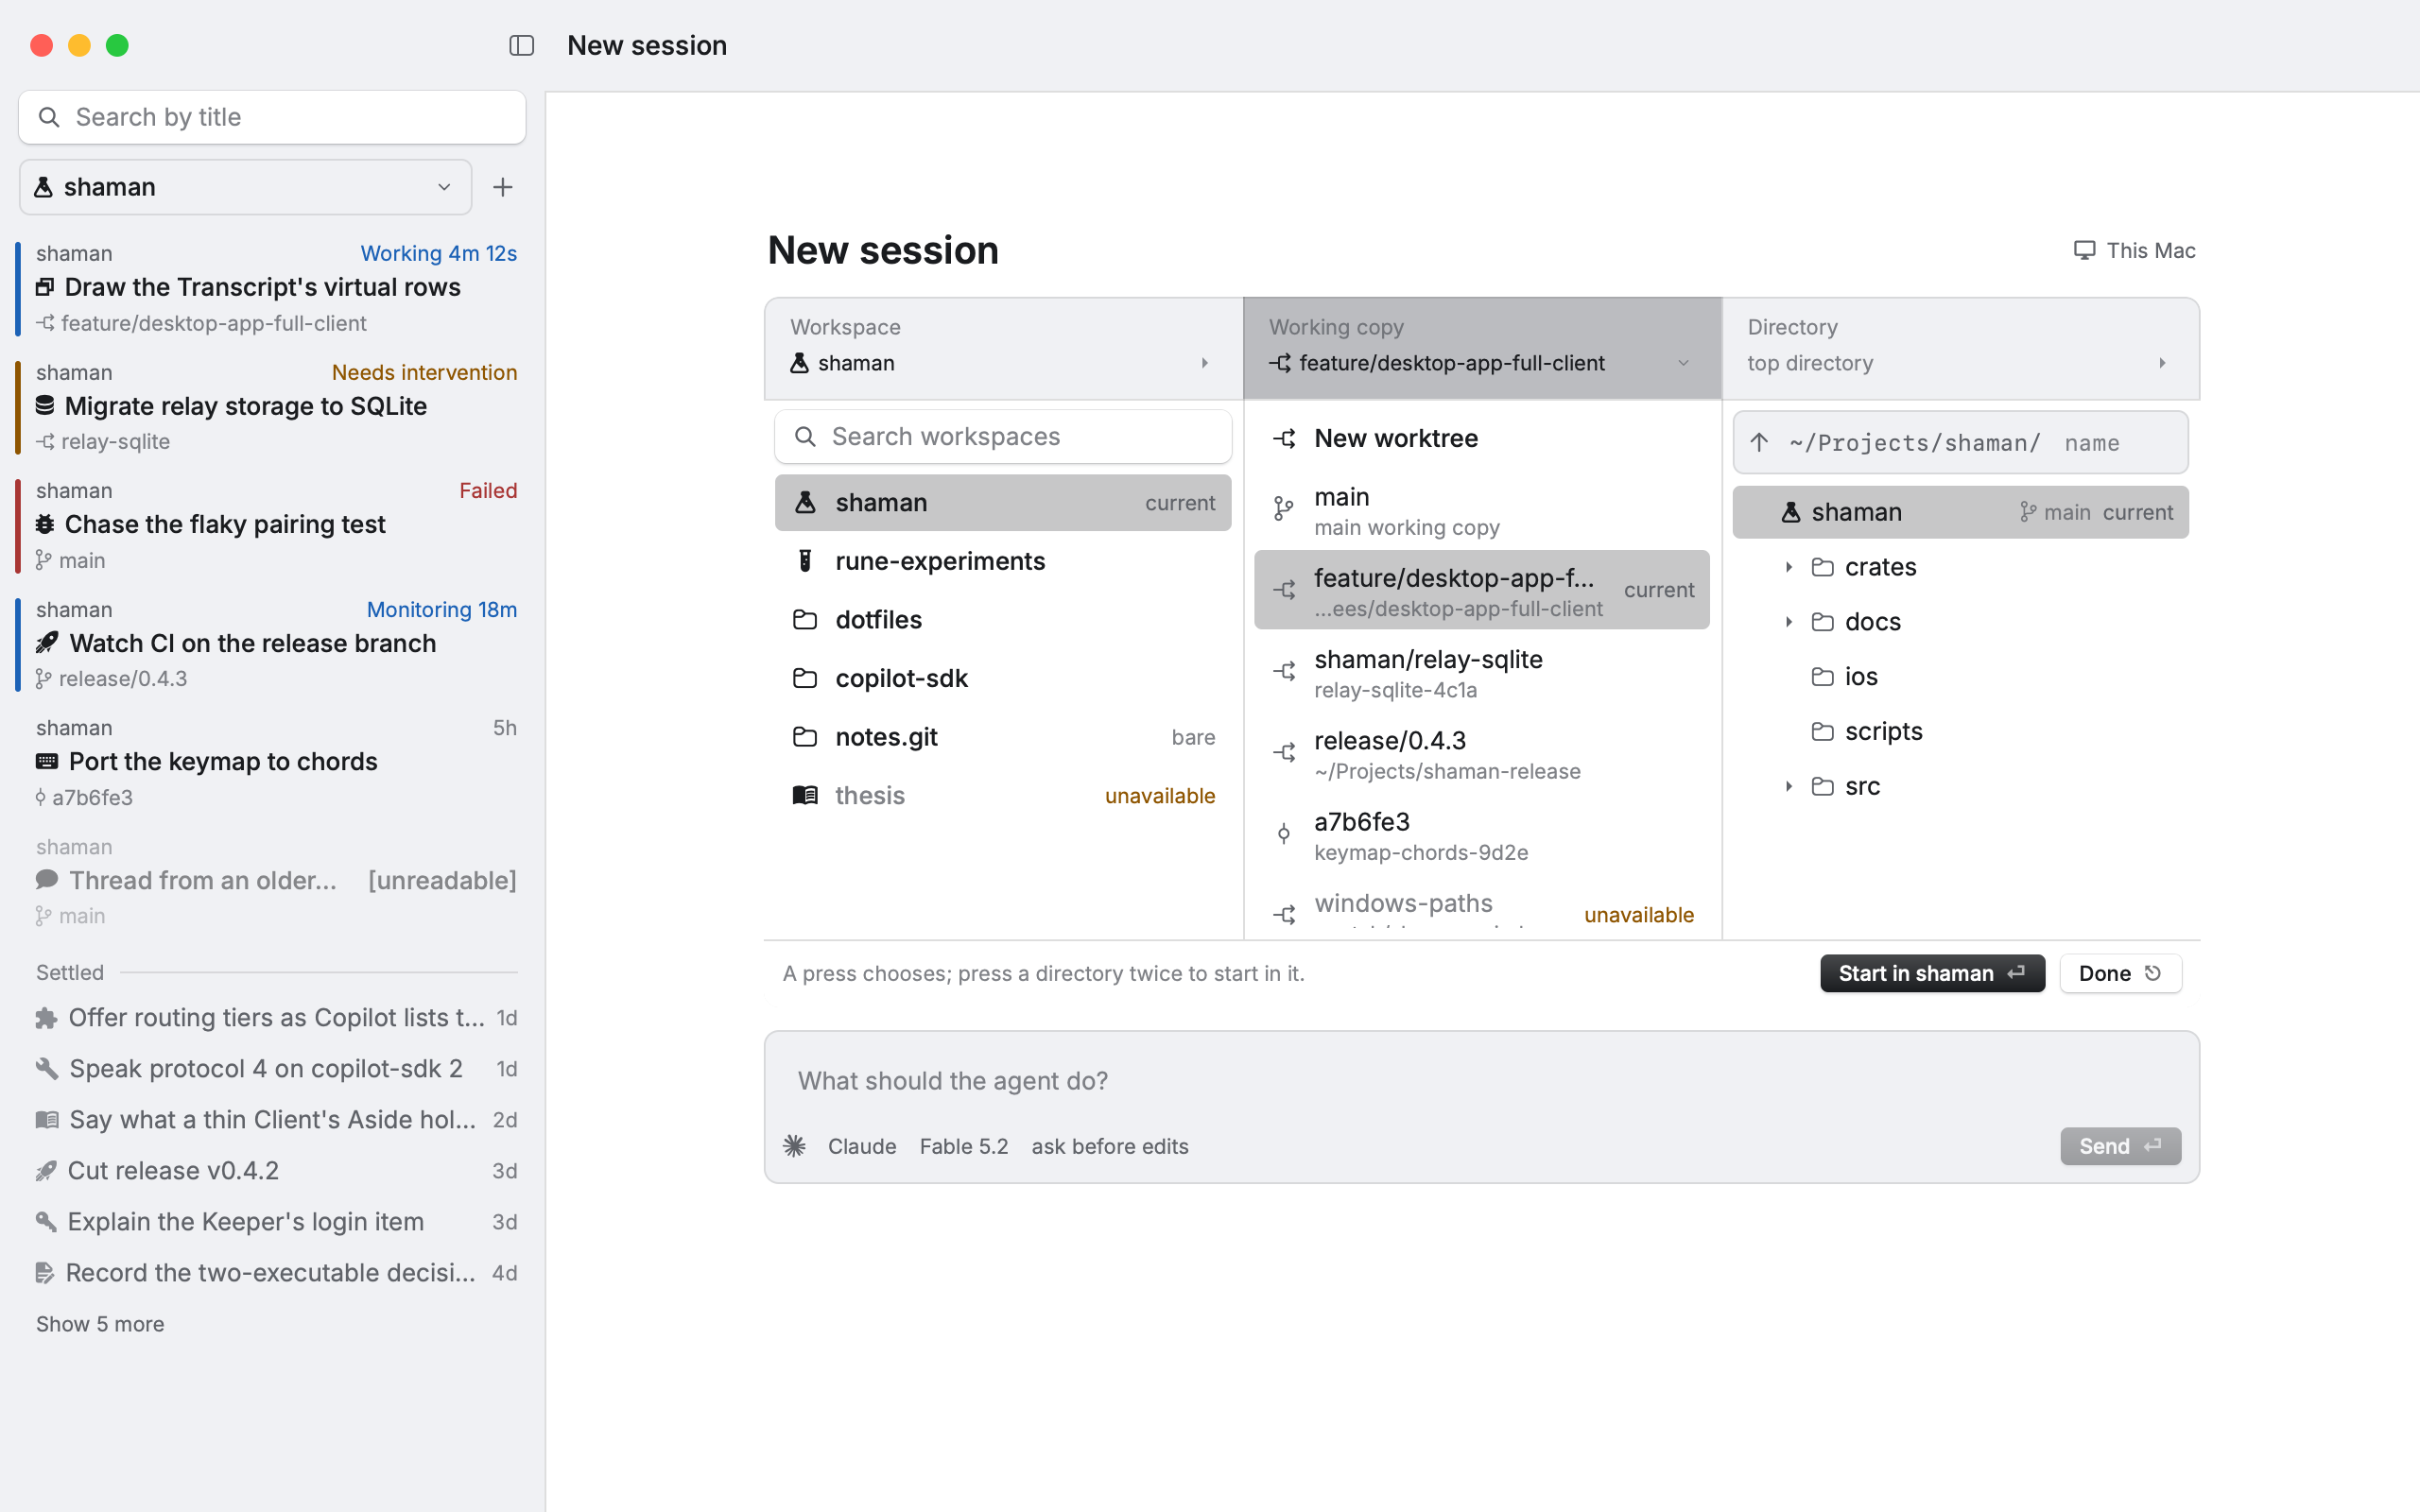 New session
Search by title
shaman
shaman Working 4m 12s
Draw the Transcript's virtual rows
feature/desktop-app-full-client
shaman Needs intervention
Migrate relay storage to SQLite
relay-sqlite
shaman Failed
Chase the flaky pairing test
main
shaman Monitoring 18m
Watch CI on the release branch
release/0.4.3
shaman 5h
Port the keymap to chords
a7b6fe3
shaman
Thread from an older... [unreadable]
main
Settled
Offer routing tiers as Copilot lists t... 1d
Speak protocol 4 on copilot-sdk 2 1d
Say what a thin Client's Aside hol... 2d
Cut release v0.4.2 3d
Explain the Keeper's login item 3d
Record the two-executable decisi... 4d
Show 5 more
New session This Mac
Workspace
shaman
Search workspaces
shaman current
rune-experiments
dotfiles
copilot-sdk
notes.git bare
thesis unavailable
Working copy
feature/desktop-app-full-client
New worktree
main
main working copy
feature/desktop-app-f... current
...ees/desktop-app-full-client
shaman/relay-sqlite
relay-sqlite-4c1a
release/0.4.3
~/Projects/shaman-release
a7b6fe3
keymap-chords-9d2e
windows-paths unavailable
Directory
top directory
~/Projects/shaman/ name
shaman main current
crates
docs
ios
scripts
src
A press chooses; press a directory twice to start in it.
Start in shaman Done
What should the agent do?
Claude Fable 5.2 ask before edits Send